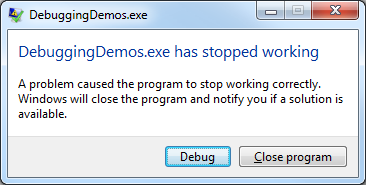 DebuggingDemos.exe
DebuggingDemos.exe has stopped working
A problem caused the program to stop working correctly.
Windows will close the program and notify you if a solution is
available.
Debug
Close program